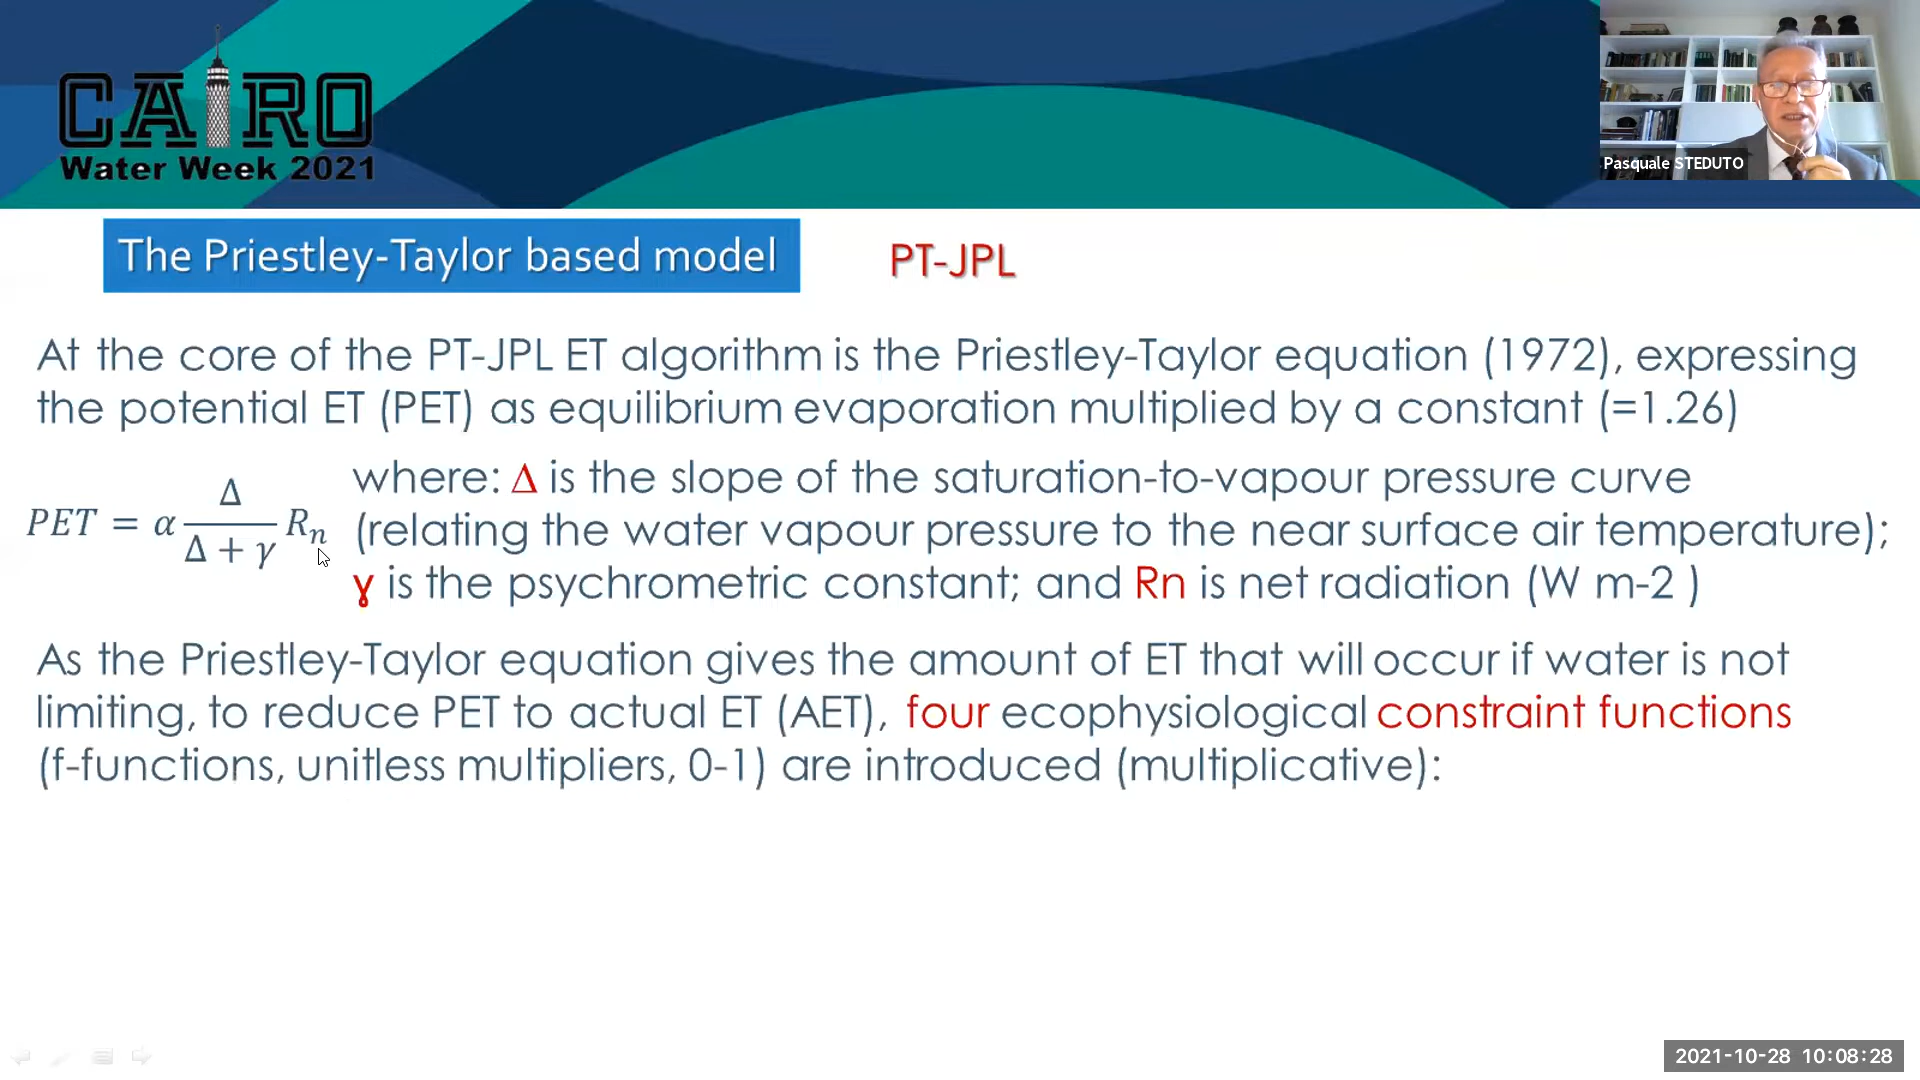 CAIRO
Water Week 2021
Pasquale STEDUTO
The Priestley-Taylor based model
PT-JPL
At the core of the PT-JPL ET algorithm is the Priestley-Taylor equation (1972), expressing
the potential ET (PET) as equilibrium evaporation multiplied by a constant (=1.26)
PET = α Δ / (Δ + γ) Rn
where: Δ is the slope of the saturation-to-vapour pressure curve
(relating the water vapour pressure to the near surface air temperature);
γ is the psychrometric constant; and Rn is net radiation (W m-2 )
As the Priestley-Taylor equation gives the amount of ET that will occur if water is not
limiting, to reduce PET to actual ET (AET), four ecophysiological constraint functions
(f-functions, unitless multipliers, 0-1) are introduced (multiplicative):
2021-10-28 10:08:28